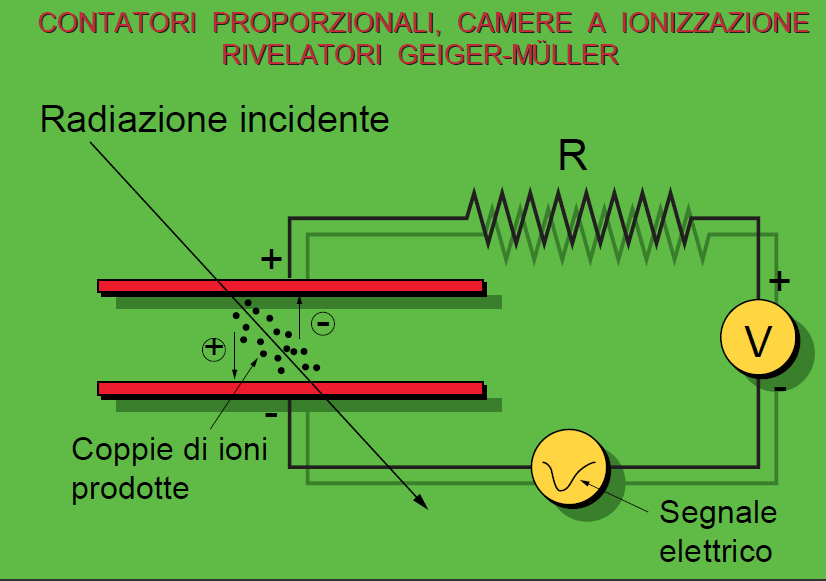 CONTATORI PROPORZIONALI, CAMERE A IONIZZAZIONE
RIVELATORI GEIGER-MÜLLER
Radiazione incidente
R
+
+
-
+
V
-
-
Coppie di ioni
prodotte
Segnale
elettrico